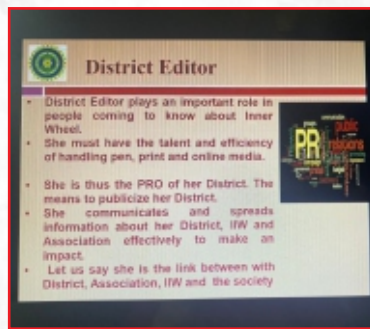 District Editor
District Editor plays an important role in
people coming to know about Inner
Wheel.
She must have the talent and efficiency
of handling pen, print and online media.
She is thus the PRO of her District. The
means to publicize her District.
She communicates and spreads
information about her District, IIW and
Association effectively to make an
impact.
Let us say she is the link between with
District, Association, IIW and the society
PR
public
relations